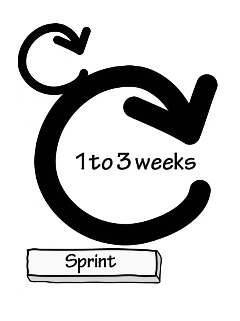 1 to 3 weeks
Sprint